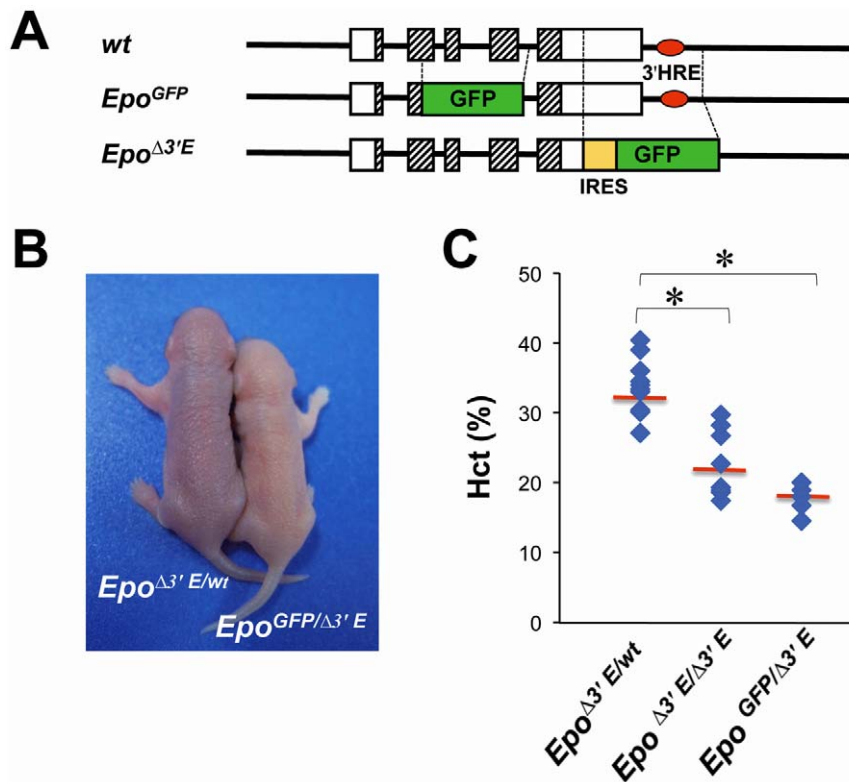 A
wt
3'HRE
Epo^GFP
GFP
Epo^Δ3'E
GFP
IRES
B
Epo^Δ3' E/wt
Epo^GFP/Δ3' E
C
Hct (%)
50
40
30
20
10
0
*
*
Epo^Δ3' E/wt
Epo^Δ3' E/Δ3' E
Epo^GFP/Δ3' E